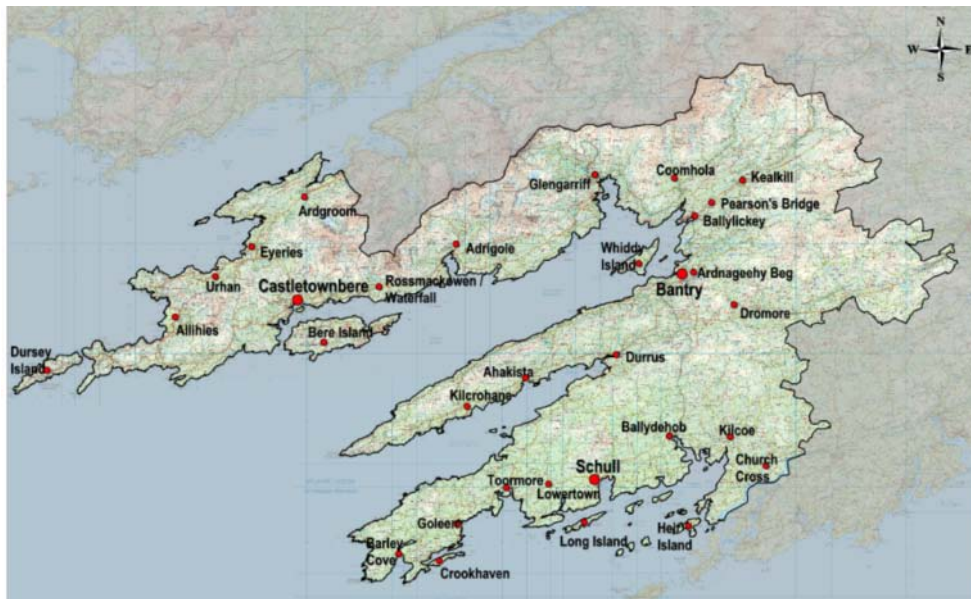 N
W E
S
Coomhola
Kealkill
Glengarriff
Pearson's Bridge
Ardgroom
Ballylickey
Eyeries
Adrigole
Whiddy
Island
Ardnageehy Beg
Urhan
Castletownbere
Rossmackowen /
Waterfall
Bantry
Dromore
Allihies
Bere Island
Dursey
Island
Durrus
Ahakista
Kilcrohane
Ballydehob
Kilcoe
Church
Cross
Schull
Toormore
Lowertown
Goleen
Long Island
Heir
Island
Barley
Cove
Crookhaven